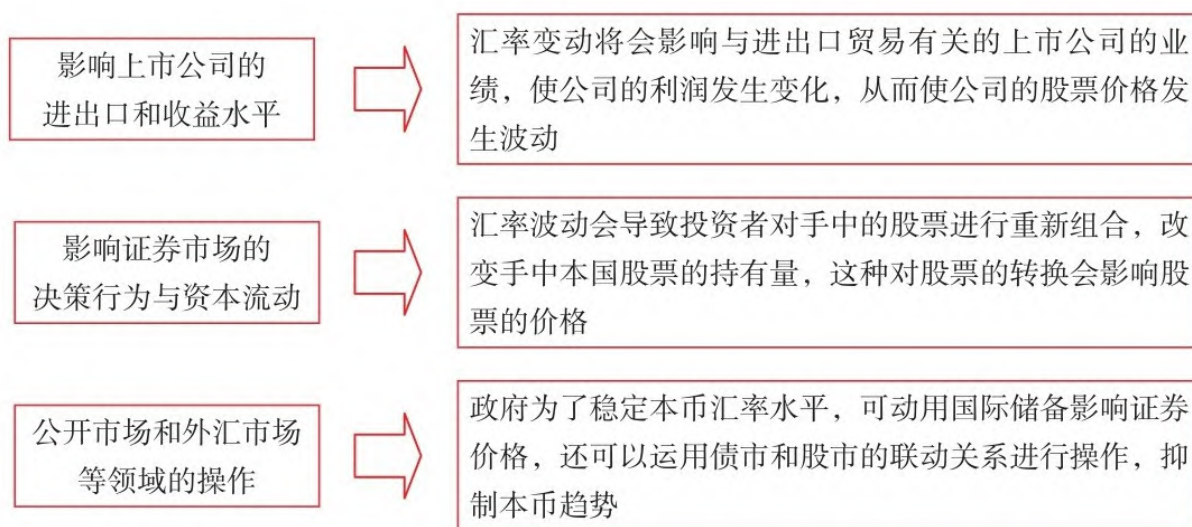 影响上市公司的
进出口和收益水平
汇率变动将会影响与进出口贸易有关的上市公司的业
绩，使公司的利润发生变化，从而使公司的股票价格发
生波动
影响证券市场的
决策行为与资本流动
汇率波动会导致投资者对手中的股票进行重新组合，改
变手中本国股票的持有量，这种对股票的转换会影响股
票的价格
公开市场和外汇市场
等领域的操作
政府为了稳定本币汇率水平，可动用国际储备影响证券
价格，还可以运用债市和股市的联动关系进行操作，抑
制本币趋势